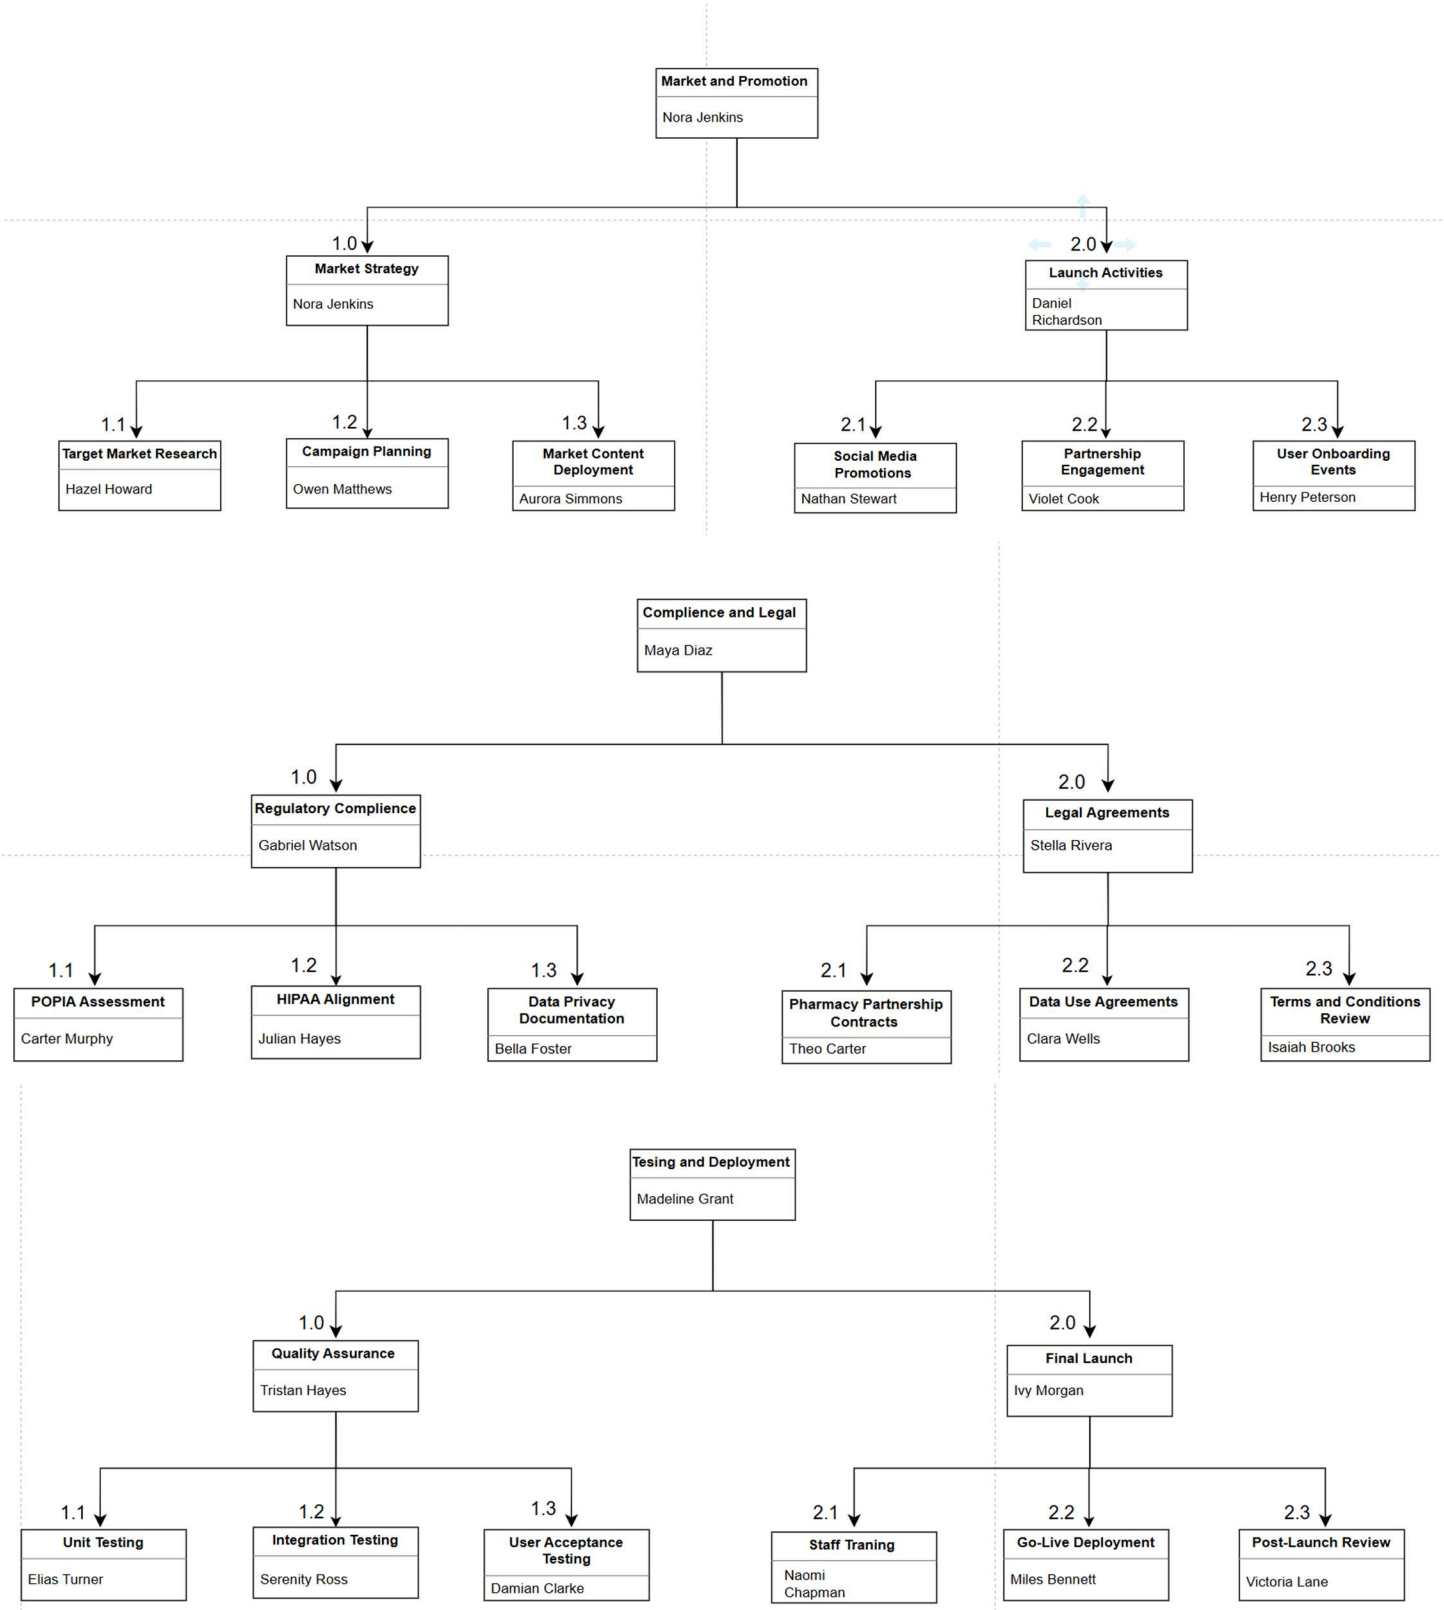 Market and Promotion
Nora Jenkins
1.0
Market Strategy
Nora Jenkins
2.0
Launch Activities
Daniel
Richardson
1.1
Target Market Research
Hazel Howard
1.2
Campaign Planning
Owen Matthews
1.3
Market Content
Deployment
Aurora Simmons
2.1
Social Media
Promotions
Nathan Stewart
2.2
Partnership
Engagement
Violet Cook
2.3
User Onboarding
Events
Henry Peterson
Complience and Legal
Maya Diaz
1.0
Regulatory Complience
Gabriel Watson
2.0
Legal Agreements
Stella Rivera
1.1
POPIA Assessment
Carter Murphy
1.2
HIPAA Alignment
Julian Hayes
1.3
Data Privacy
Documentation
Bella Foster
2.1
Pharmacy Partnership
Contracts
Theo Carter
2.2
Data Use Agreements
Clara Wells
2.3
Terms and Conditions
Review
Isaiah Brooks
Tesing and Deployment
Madeline Grant
1.0
Quality Assurance
Tristan Hayes
2.0
Final Launch
Ivy Morgan
1.1
Unit Testing
Elias Turner
1.2
Integration Testing
Serenity Ross
1.3
User Acceptance
Testing
Damian Clarke
2.1
Staff Traning
Naomi
Chapman
2.2
Go-Live Deployment
Miles Bennett
2.3
Post-Launch Review
Victoria Lane